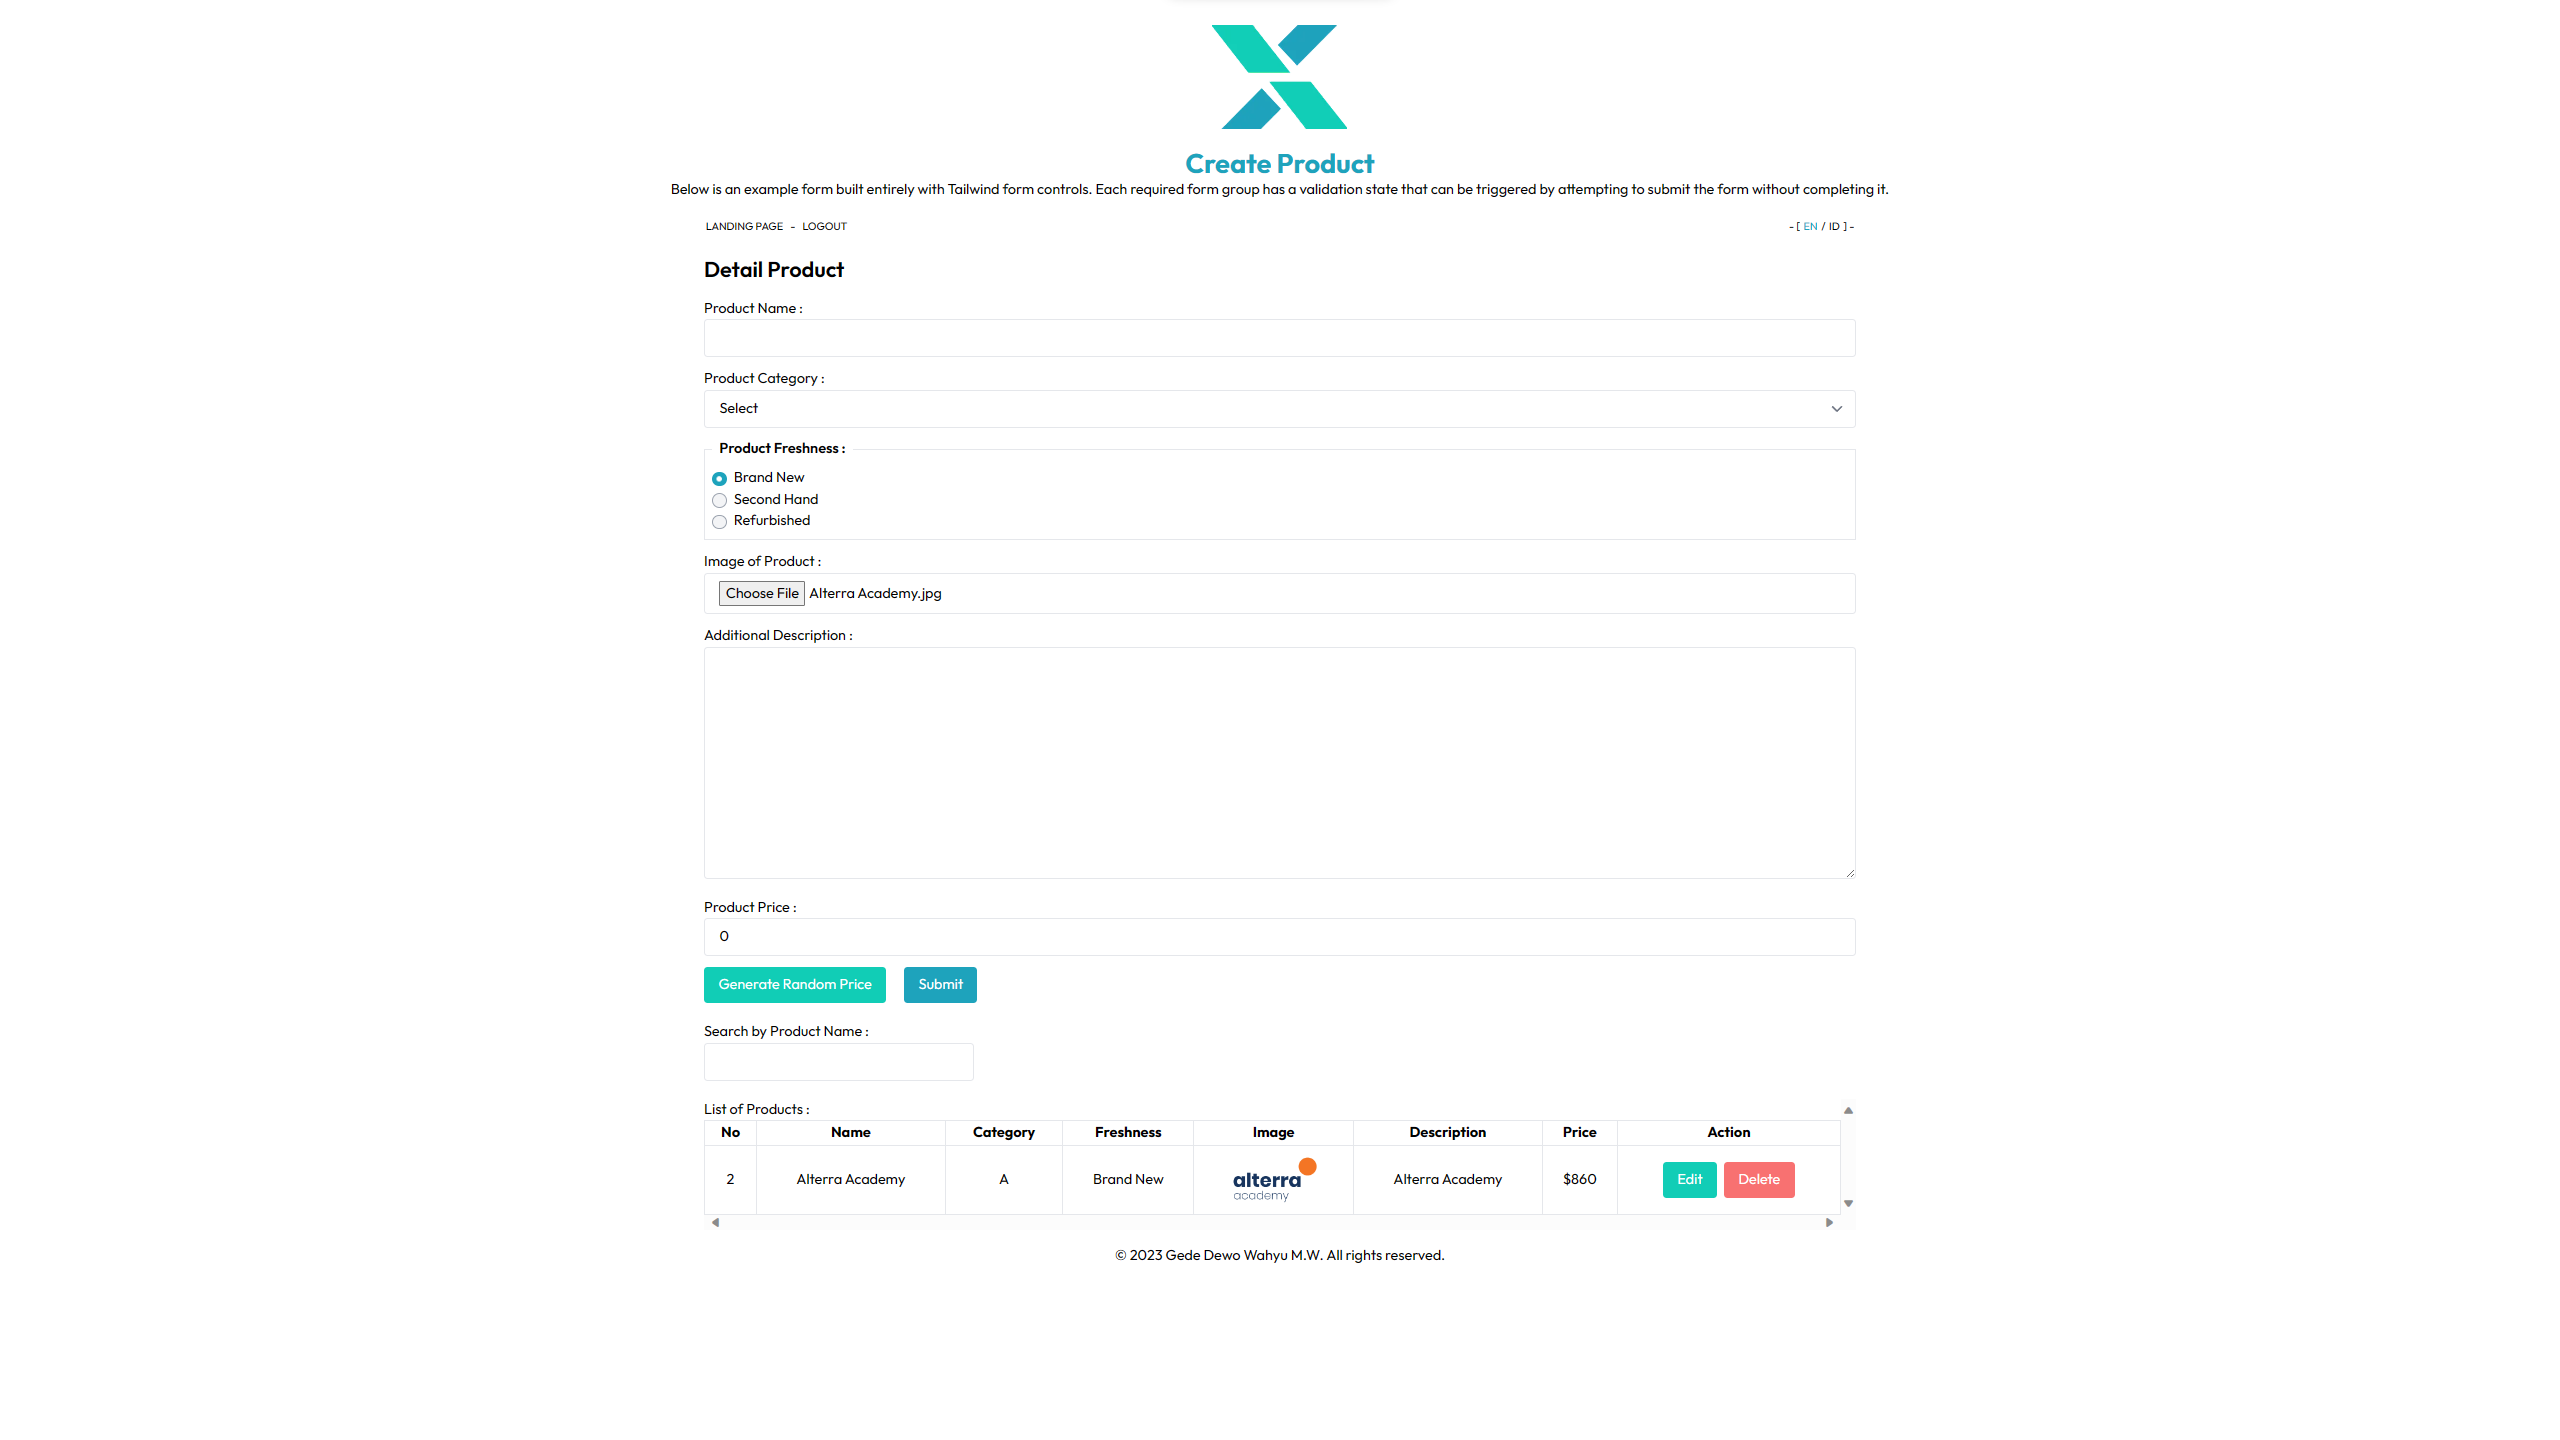 Create Product
Below is an example form built entirely with Tailwind form controls. Each required form group has a validation state that can be triggered by attempting to submit the form without completing it.
LANDING PAGE - LOGOUT - [ EN / ID ] -
Detail Product
Product Name :
Product Category :
Select
Product Freshness :
Brand New
Second Hand
Refurbished
Image of Product :
Choose File Alterra Academy.jpg
Additional Description :
Product Price :
0
Generate Random Price Submit
Search by Product Name :
List of Products :
No Name Category Freshness Image Description Price Action
2 Alterra Academy A Brand New alterra academy Alterra Academy $860 Edit Delete
© 2023 Gede Dewo Wahyu M.W. All rights reserved.